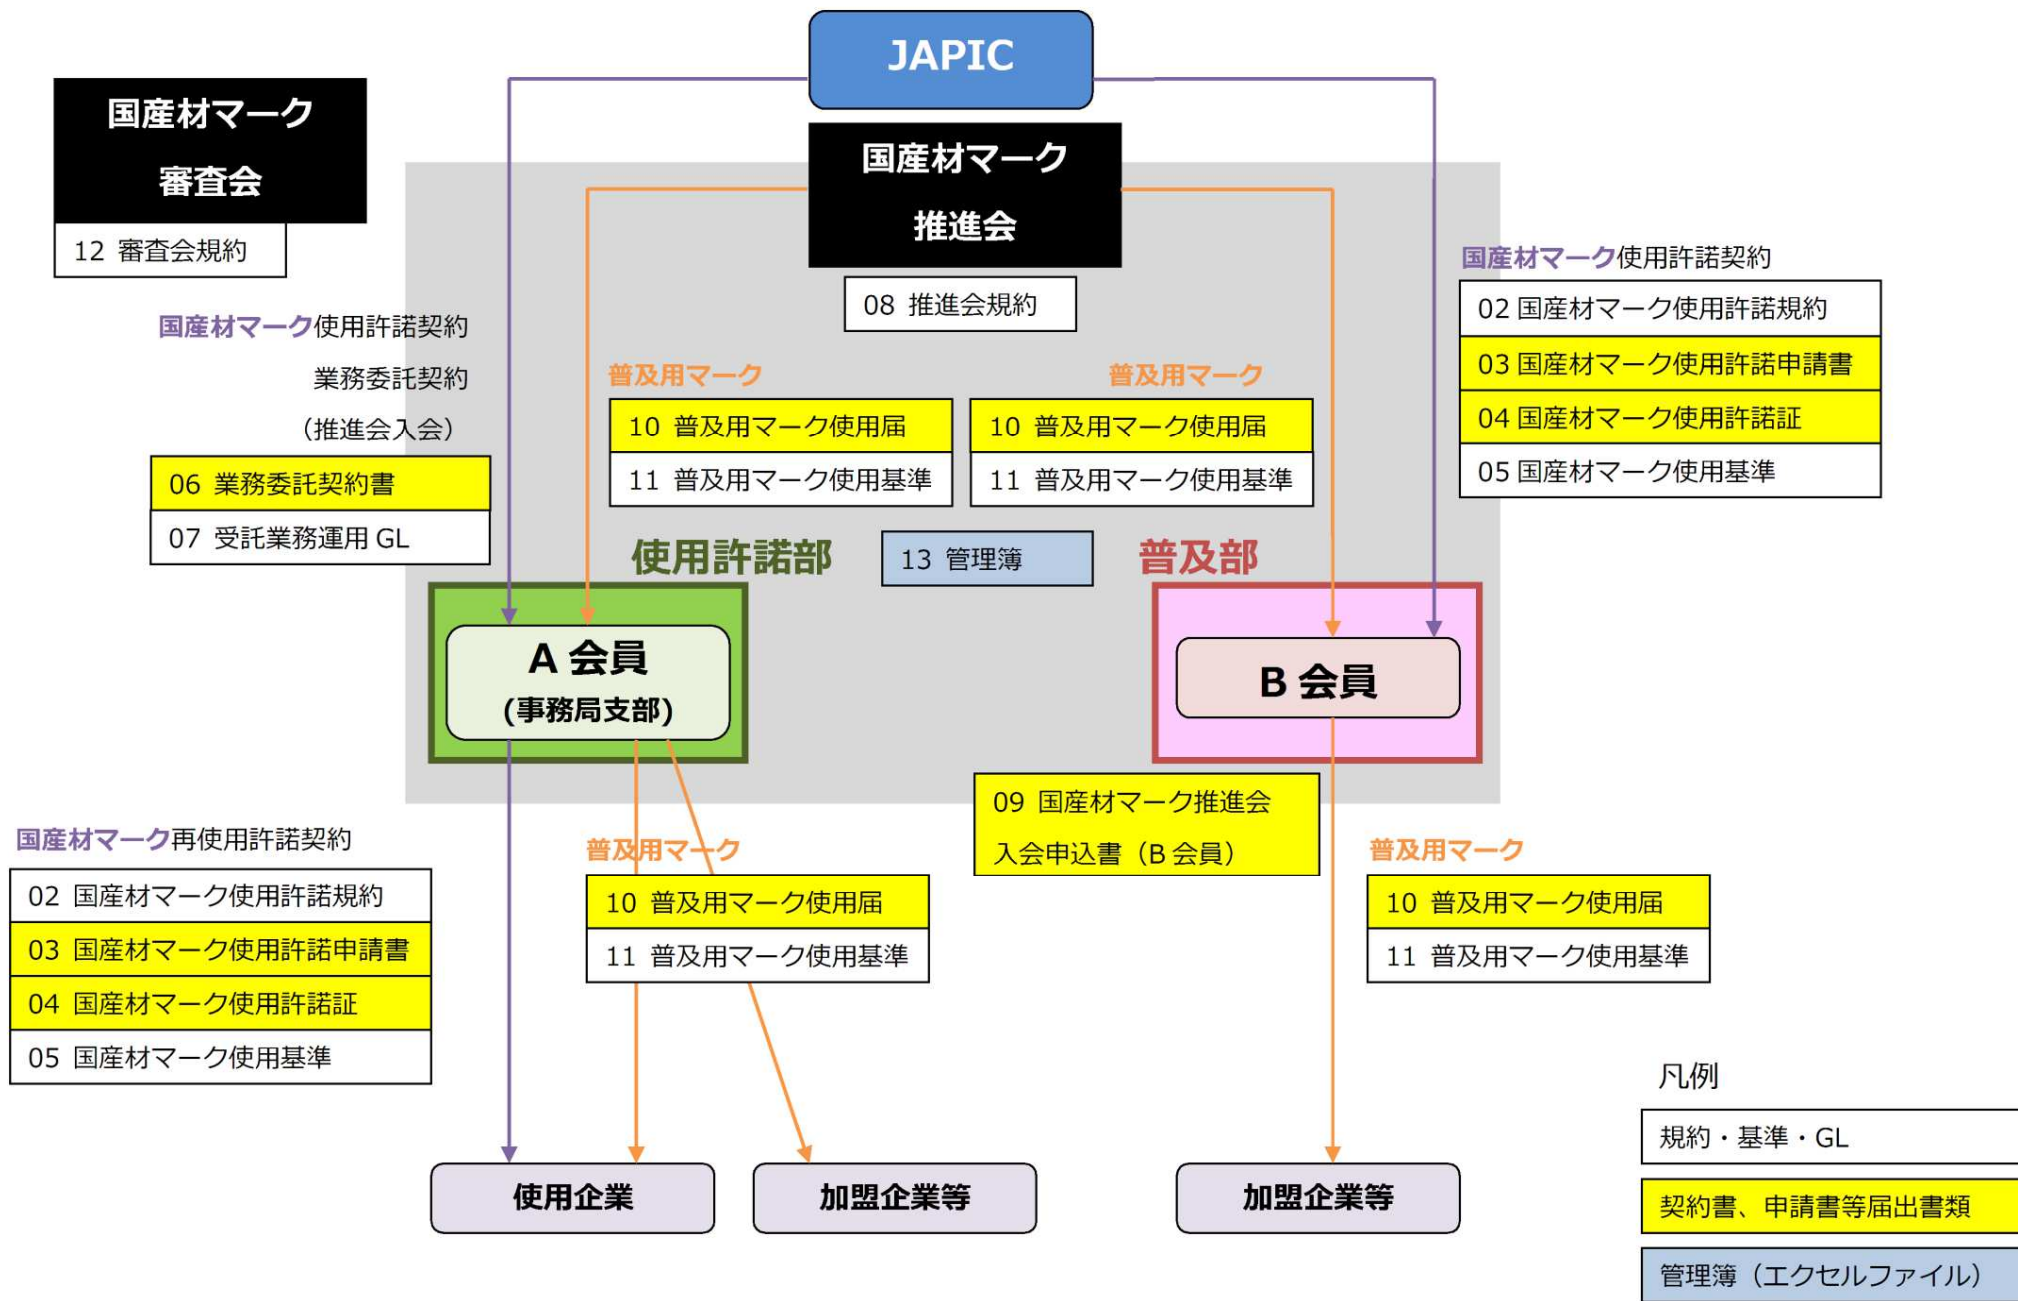 JAPIC
国産材マーク
審査会
12 審査会規約
国産材マーク
推進会
08 推進会規約
国産材マーク使用許諾契約
業務委託契約
（推進会入会）
06 業務委託契約書
07 受託業務運用 GL
普及用マーク
10 普及用マーク使用届
11 普及用マーク使用基準
普及用マーク
10 普及用マーク使用届
11 普及用マーク使用基準
国産材マーク使用許諾契約
02 国産材マーク使用許諾規約
03 国産材マーク使用許諾申請書
04 国産材マーク使用許諾証
05 国産材マーク使用基準
使用許諾部
13 管理簿
普及部
A 会員
(事務局支部)
B 会員
09 国産材マーク推進会
入会申込書（B 会員）
国産材マーク再使用許諾契約
02 国産材マーク使用許諾規約
03 国産材マーク使用許諾申請書
04 国産材マーク使用許諾証
05 国産材マーク使用基準
普及用マーク
10 普及用マーク使用届
11 普及用マーク使用基準
普及用マーク
10 普及用マーク使用届
11 普及用マーク使用基準
使用企業
加盟企業等
加盟企業等
凡例
規約・基準・GL
契約書、申請書等届出書類
管理簿（エクセルファイル）